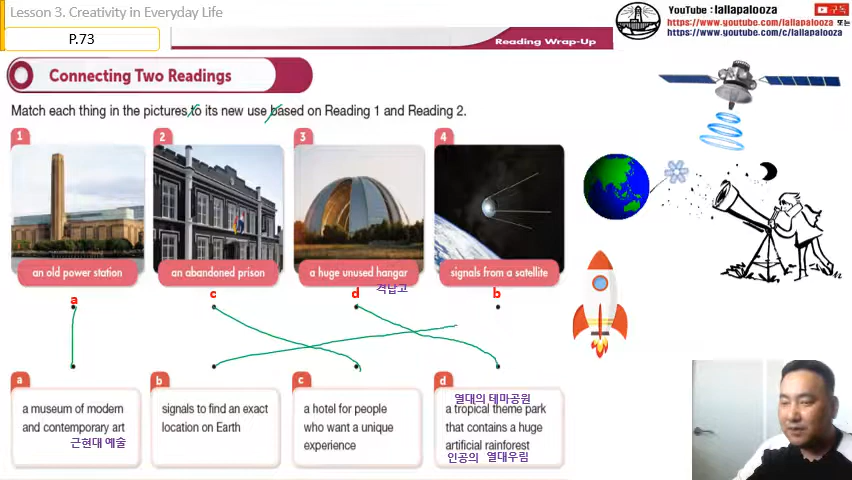 Lesson 3. Creativity in Everyday Life
P.73
Reading Wrap-Up
YouTube : lallapalooza
구독
https://www.youtube.com/lallapalooza 또는
https://www.youtube.com/c/lallapalooza
Connecting Two Readings
Match each thing in the pictures to its new use based on Reading 1 and Reading 2.
1
2
3
4
an old power station
an abandoned prison
a huge unused hangar
signals from a satellite
격납고
a
c
d
b
a
a museum of modern
and contemporary art
근현대 예술
b
signals to find an exact
location on Earth
c
a hotel for people
who want a unique
experience
d
열대의 테마공원
a tropical theme park
that contains a huge
artificial rainforest
인공의 열대우림